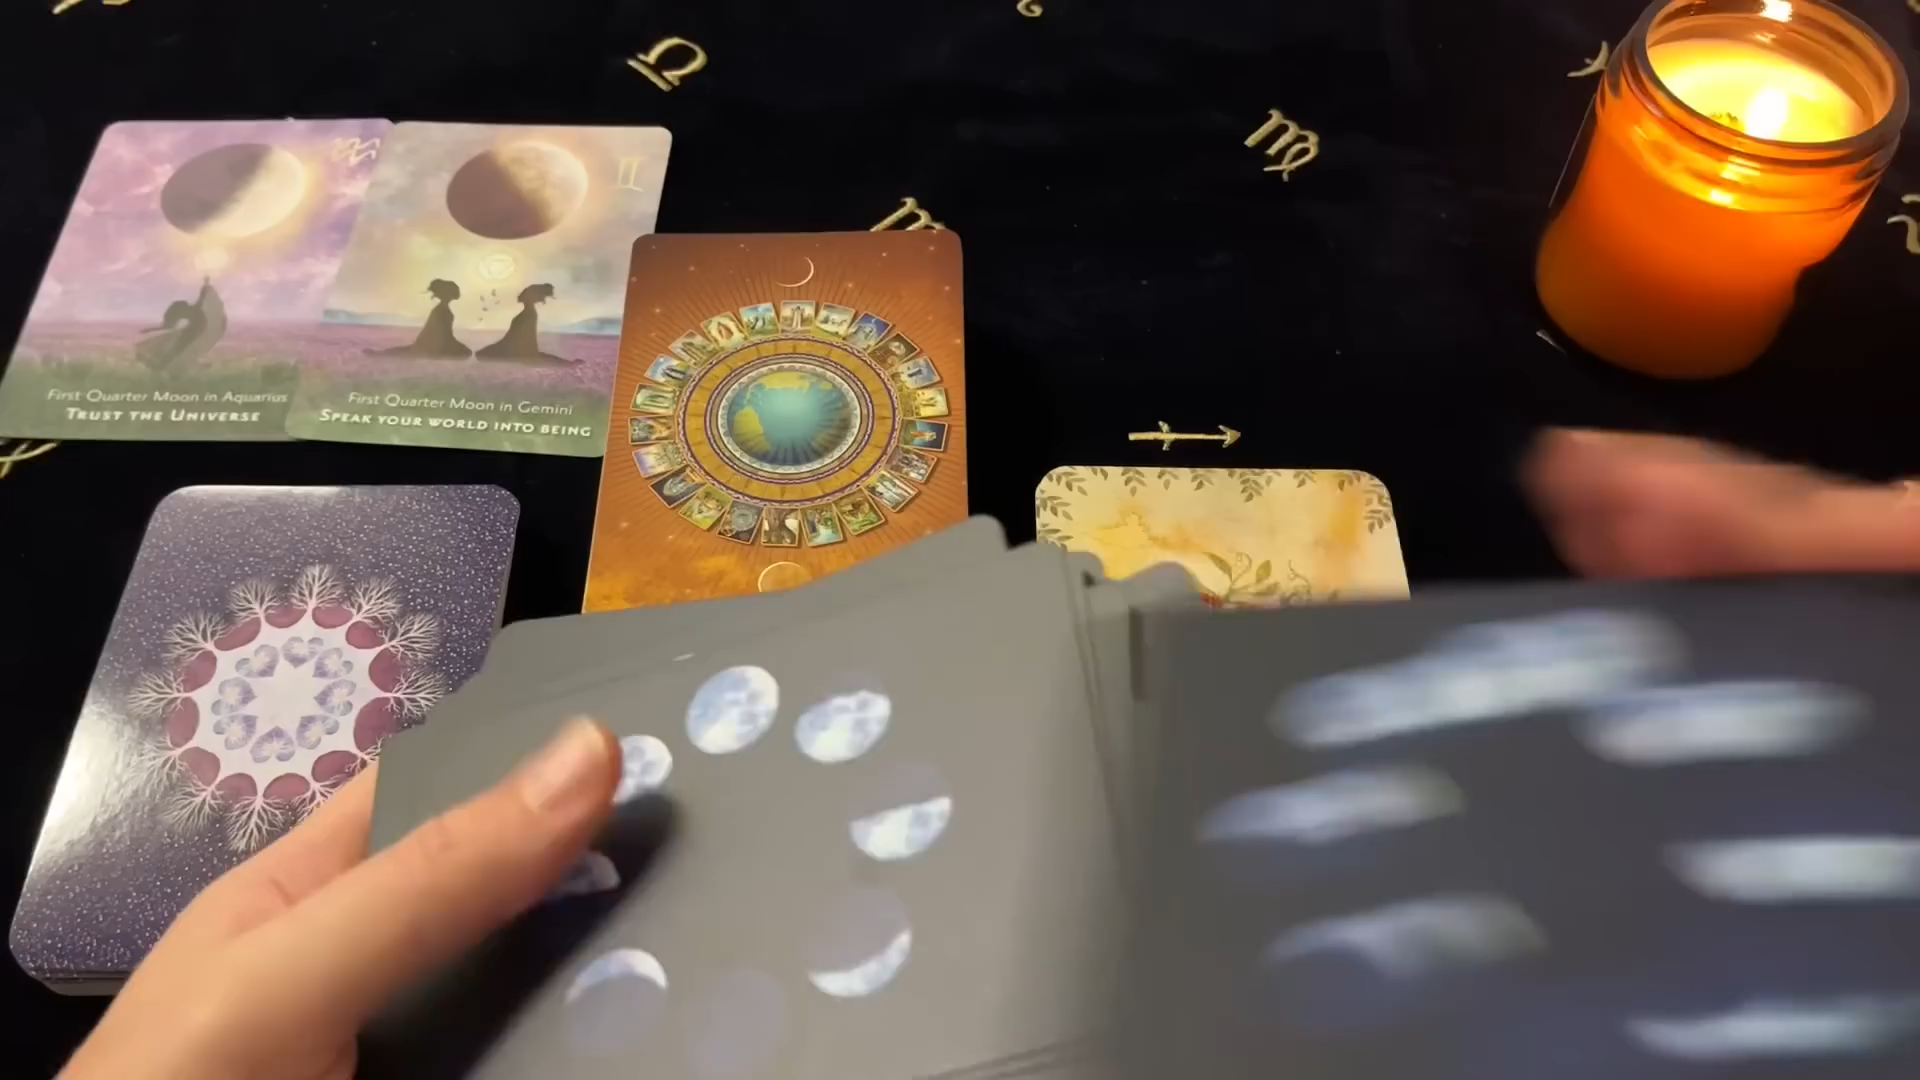 First Quarter Moon in Aquarius
TRUST THE UNIVERSE
First Quarter Moon in Gemini
SPEAK YOUR WORLD INTO BEING